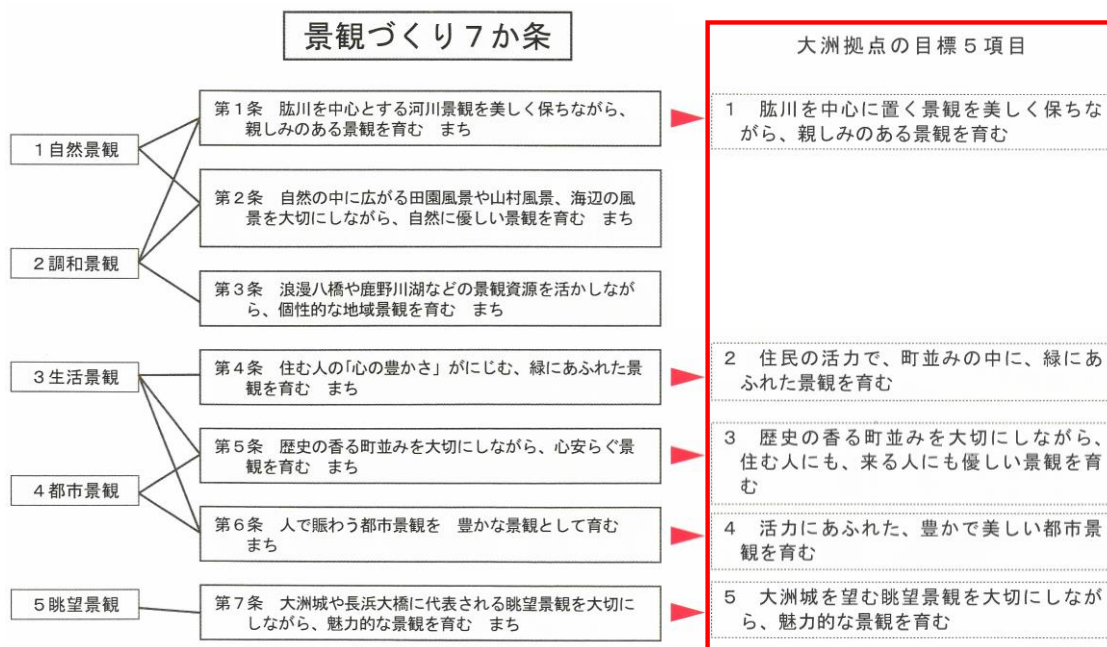 景観づくり７か条
大洲拠点の目標５項目
１自然景観
２調和景観
３生活景観
４都市景観
５眺望景観
第１条　肱川を中心とする河川景観を美しく保ちながら、
親しみのある景観を育む　まち
第２条　自然の中に広がる田園風景や山村風景、海辺の風
景を大切にしながら、自然に優しい景観を育む　まち
第３条　浪漫八橋や鹿野川湖などの景観資源を活かしなが
ら、個性的な地域景観を育む　まち
第４条　住む人の「心の豊かさ」がにじむ、緑にあふれた景
観を育む　まち
第５条　歴史の香る町並みを大切にしながら、心安らぐ景
観を育む　まち
第６条　人で賑わう都市景観を　豊かな景観として育む
まち
第７条　大洲城や長浜大橋に代表される眺望景観を大切に
しながら、魅力的な景観を育む　まち
１　肱川を中心に置く景観を美しく保ちな
がら、親しみのある景観を育む
２　住民の活力で、町並みの中に、緑にあ
ふれた景観を育む
３　歴史の香る町並みを大切にしながら、
住む人にも、来る人にも優しい景観を育
む
４　活力にあふれた、豊かで美しい都市景
観を育む
５　大洲城を望む眺望景観を大切にしなが
ら、魅力的な景観を育む